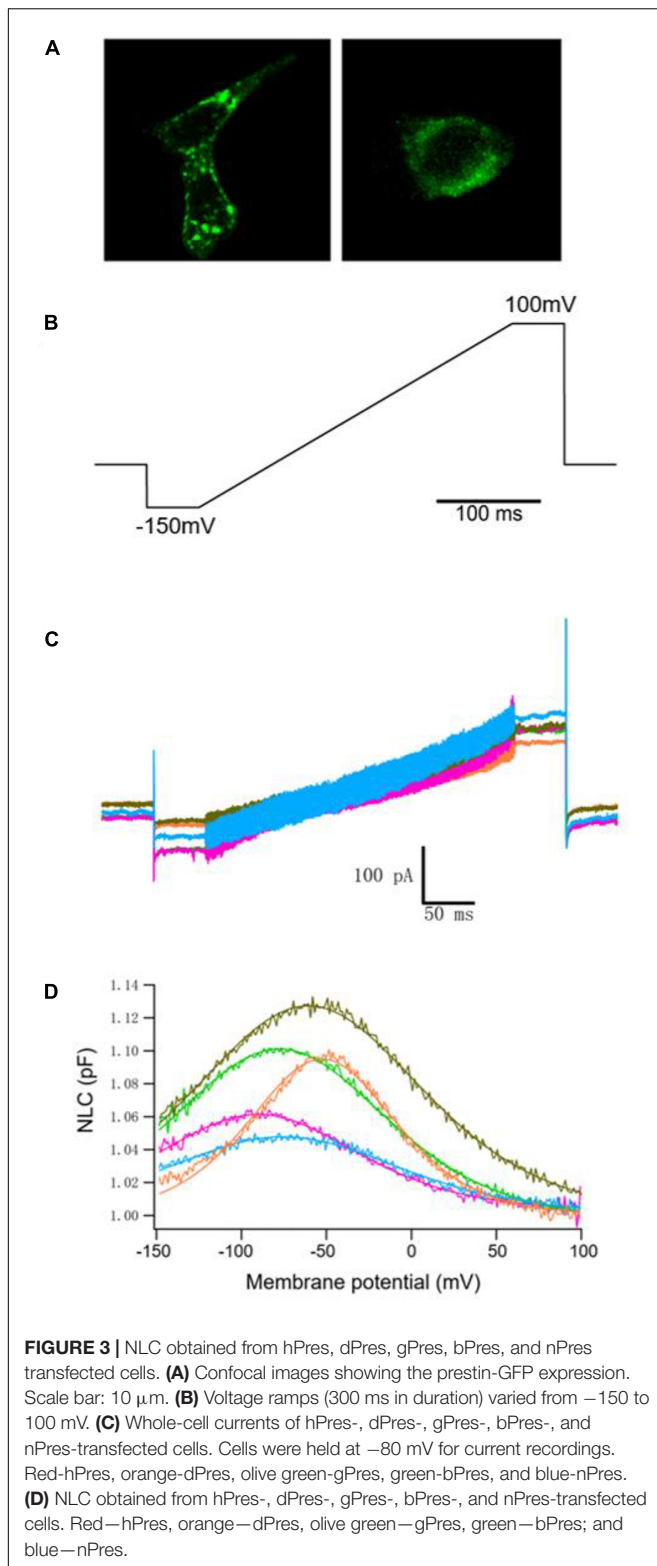 A
B
100mV
-150mV
100 ms
C
100 pA
50 ms
D
1.14
1.12
1.10
1.08
1.06
1.04
1.02
1.00
NLC (pF)
-150
-100
-50
0
50
100
Membrane potential (mV)
FIGURE 3 | NLC obtained from hPres, dPres, gPres, bPres, and nPres
transfected cells. (A) Confocal images showing the prestin-GFP expression.
Scale bar: 10 μm. (B) Voltage ramps (300 ms in duration) varied from −150 to
100 mV. (C) Whole-cell currents of hPres-, dPres-, gPres-, bPres-, and
nPres-transfected cells. Cells were held at −80 mV for current recordings.
Red-hPres, orange-dPres, olive green-gPres, green-bPres, and blue-nPres.
(D) NLC obtained from hPres-, dPres-, gPres-, bPres-, and nPres-transfected
cells. Red—hPres, orange—dPres, olive green—gPres, green—bPres; and
blue—nPres.